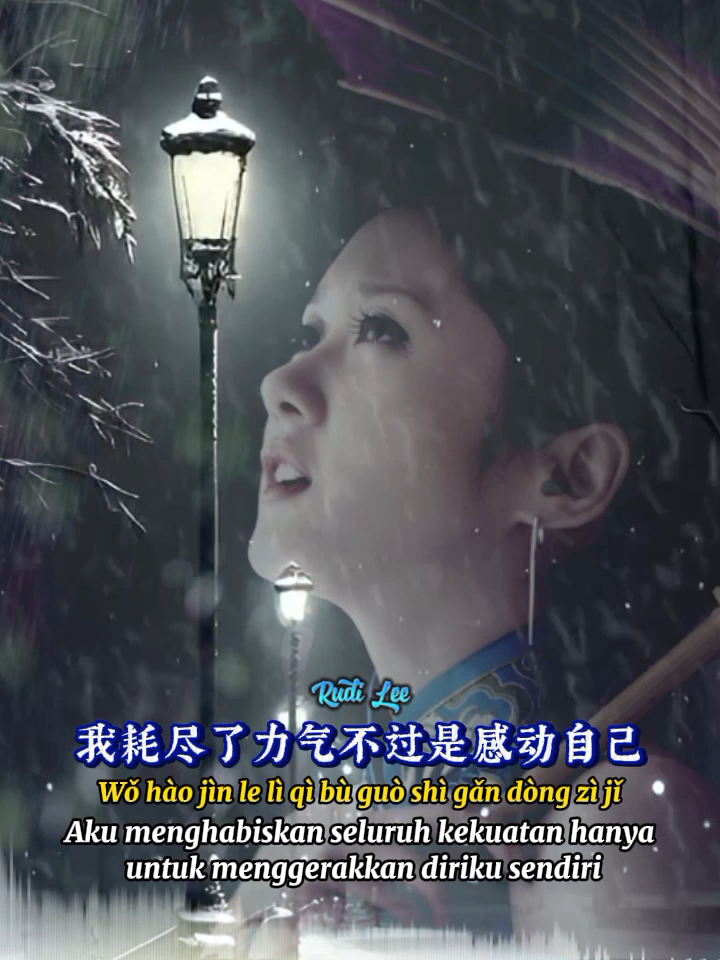 Rudi Lee
我耗尽了力气不过是感动自己
Wǒ hào jìn le lì qì bù guò shì gǎn dòng zì jǐ
Aku menghabiskan seluruh kekuatan hanya
untuk menggerakkan diriku sendiri